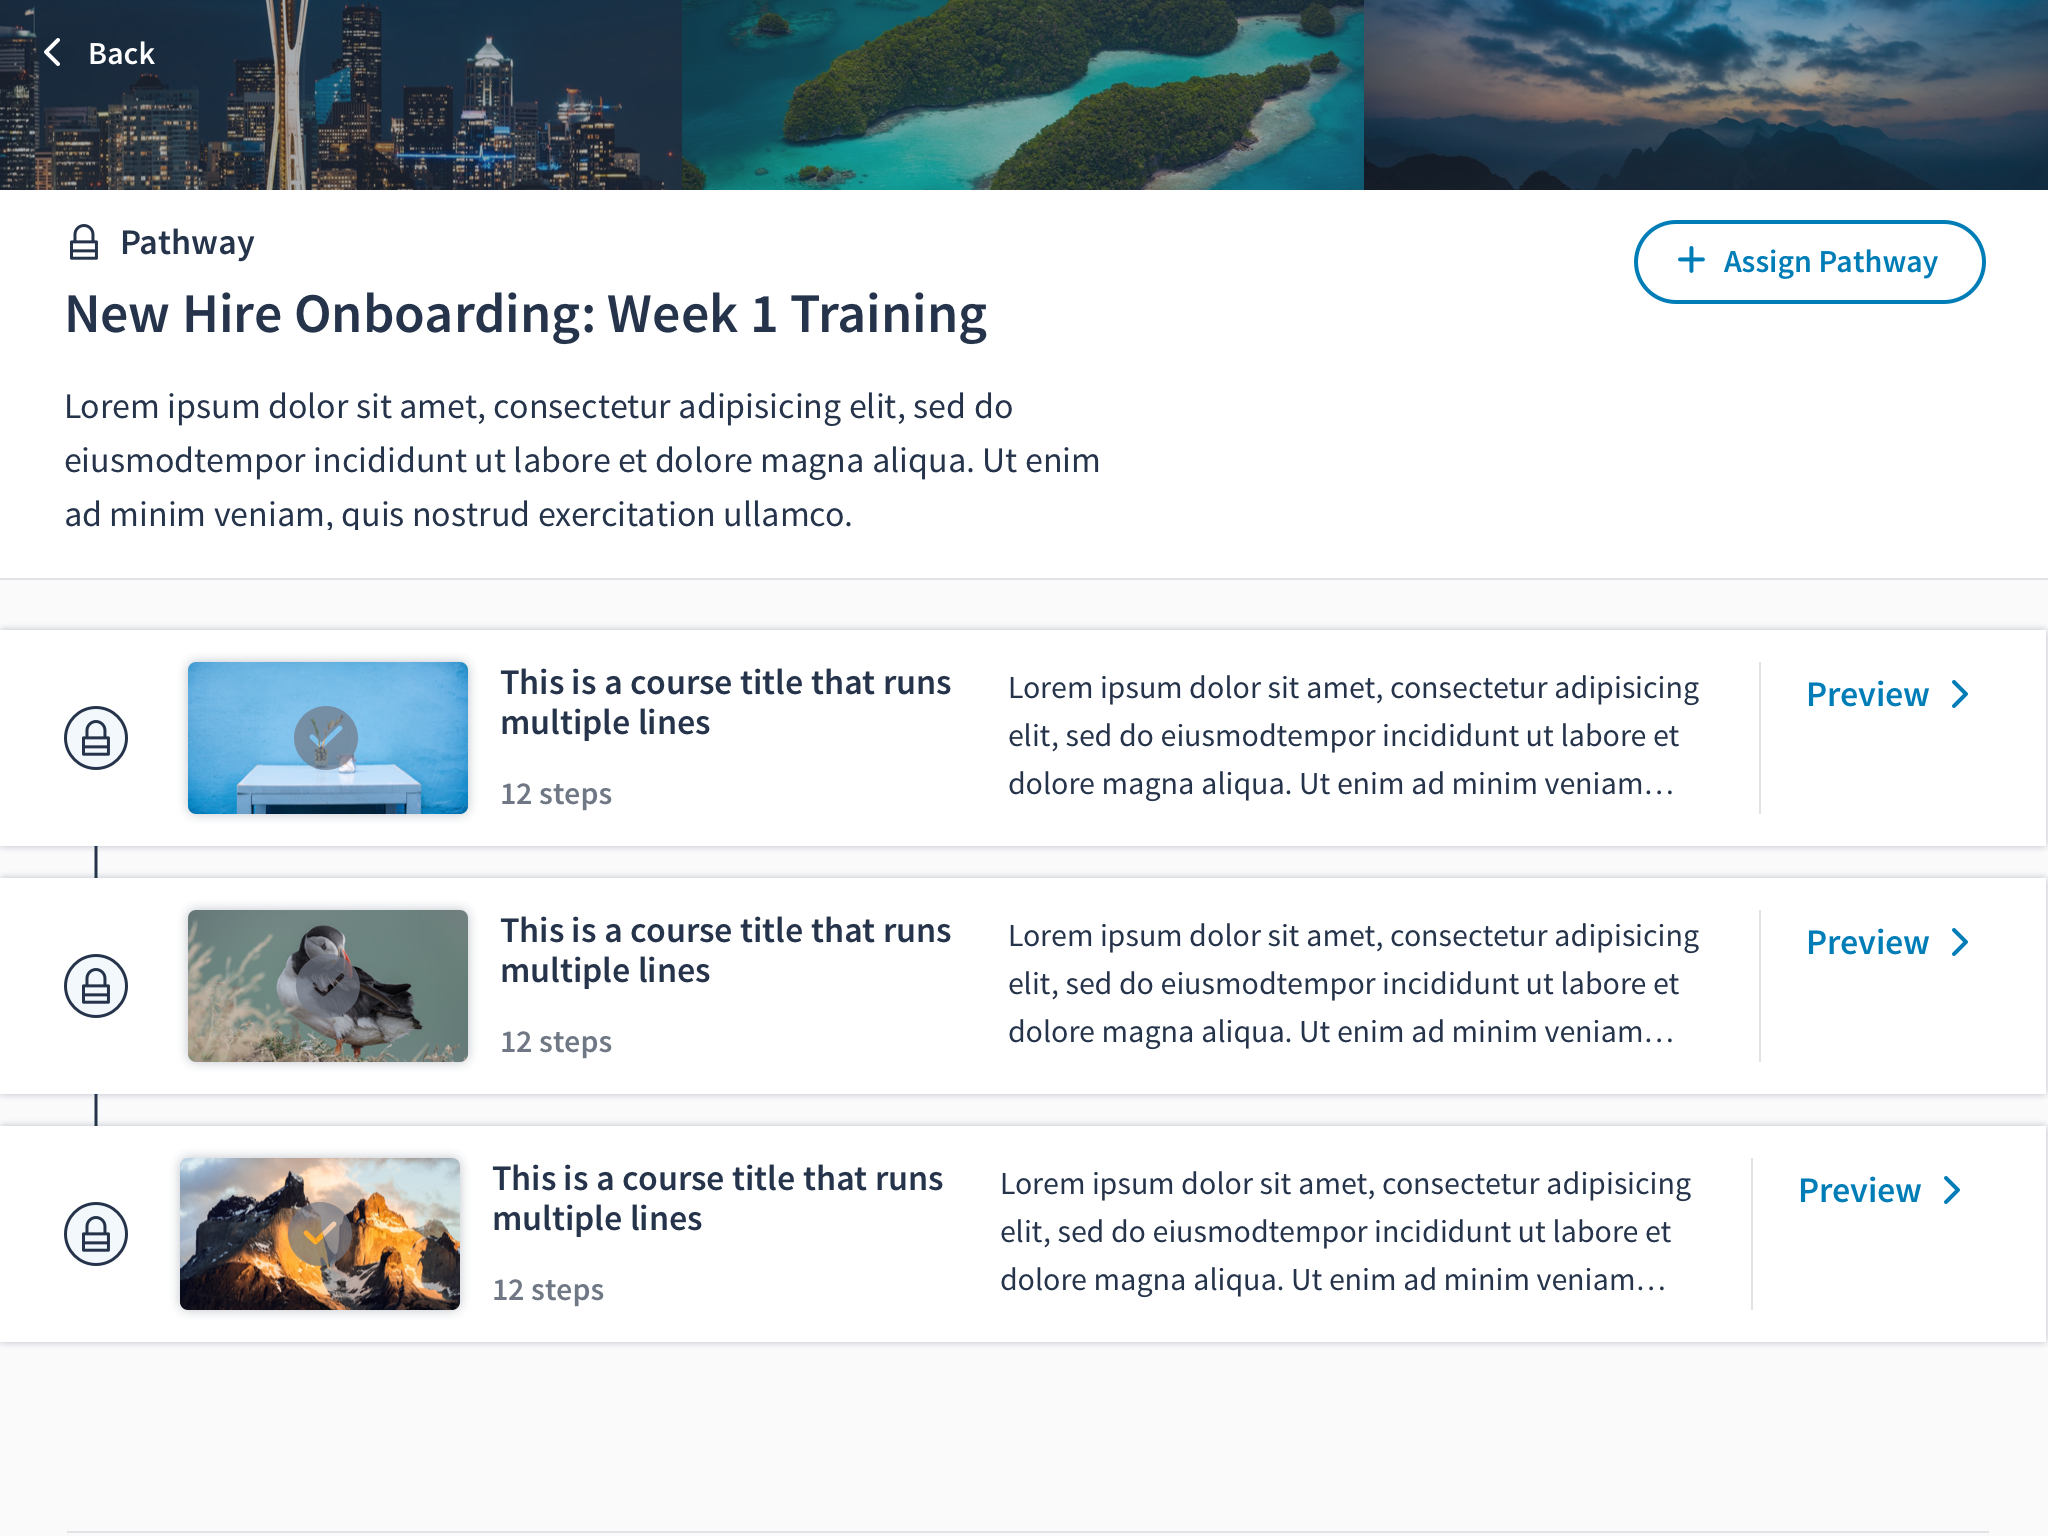 Back
Pathway
Assign Pathway
New Hire Onboarding: Week 1 Training
Lorem ipsum dolor sit amet, consectetur adipisicing elit, sed do
eiusmodtempor incididunt ut labore et dolore magna aliqua. Ut enim
ad minim veniam, quis nostrud exercitation ullamco.
This is a course title that runs
multiple lines
12 steps
Lorem ipsum dolor sit amet, consectetur adipisicing
elit, sed do eiusmodtempor incididunt ut labore et
dolore magna aliqua. Ut enim ad minim veniam…
Preview
This is a course title that runs
multiple lines
12 steps
Lorem ipsum dolor sit amet, consectetur adipisicing
elit, sed do eiusmodtempor incididunt ut labore et
dolore magna aliqua. Ut enim ad minim veniam…
Preview
This is a course title that runs
multiple lines
12 steps
Lorem ipsum dolor sit amet, consectetur adipisicing
elit, sed do eiusmodtempor incididunt ut labore et
dolore magna aliqua. Ut enim ad minim veniam…
Preview